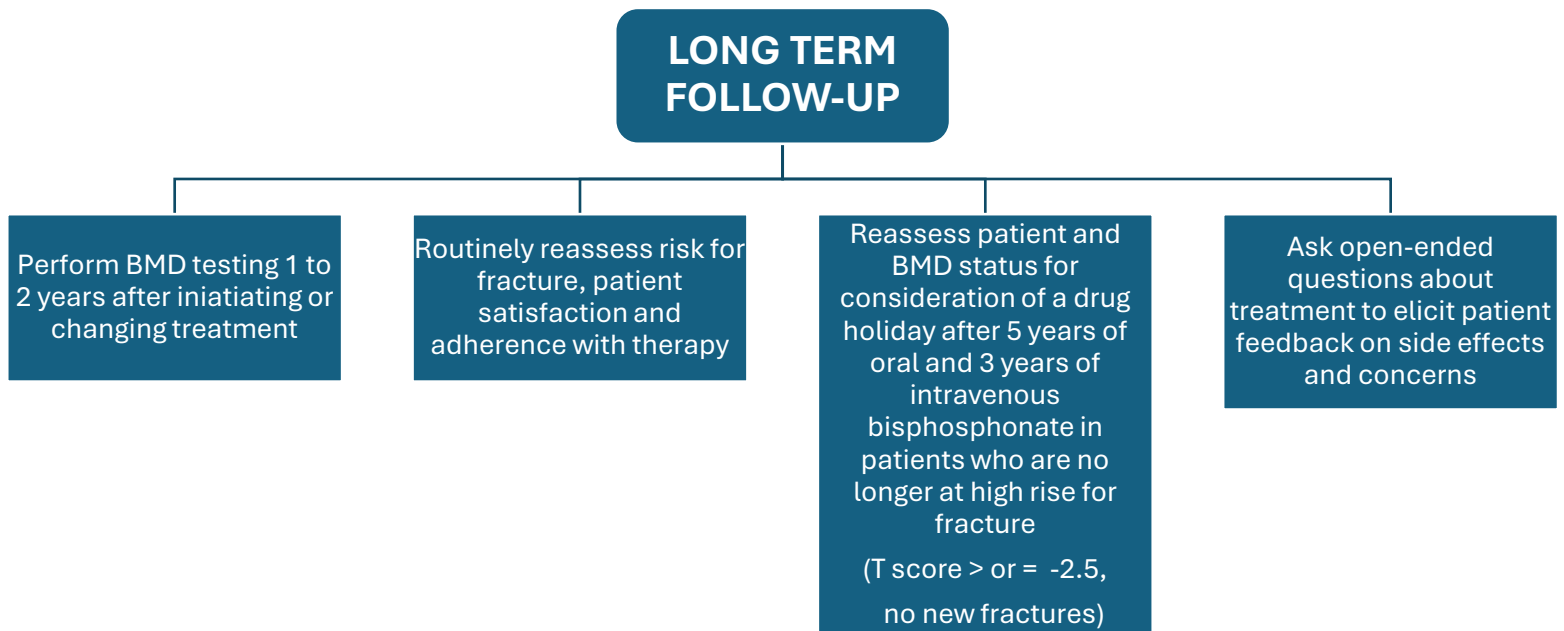 LONG TERM
FOLLOW-UP
Perform BMD testing 1 to
2 years after iniatiating or
changing treatment
Routinely reassess risk for
fracture, patient
satisfaction and
adherence with therapy
Reassess patient and
BMD status for
consideration of a drug
holiday after 5 years of
oral and 3 years of
intravenous
bisphosphonate in
patients who are no
longer at high rise for
fracture
(T score > or = -2.5,
no new fractures)
Ask open-ended
questions about
treatment to elicit patient
feedback on side effects
and concerns